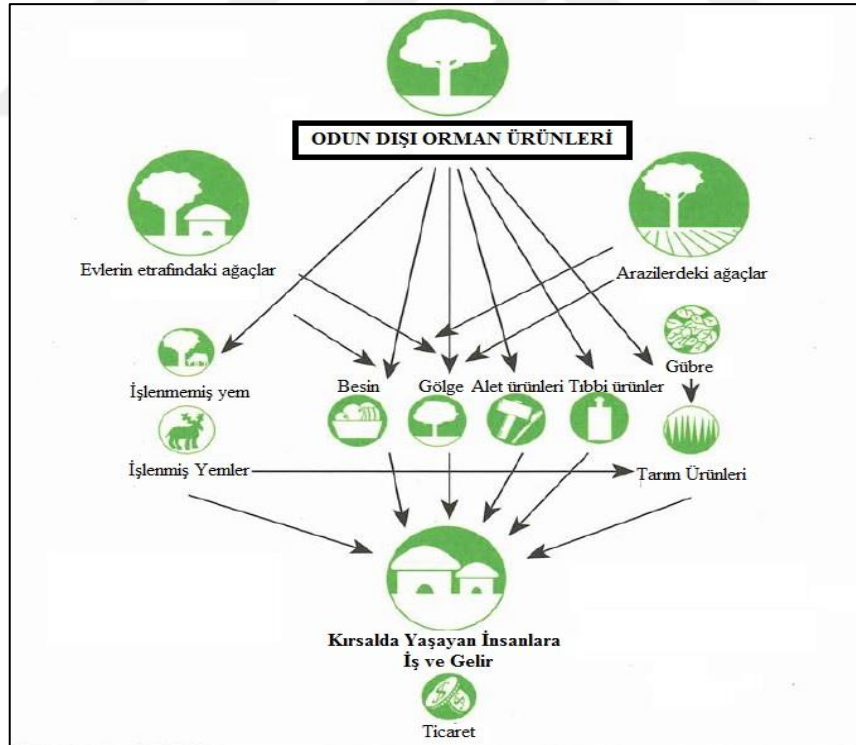 ODUN DIŞI ORMAN ÜRÜNLERİ
Evlerin etrafindaki ağaçlar
Arazilerdeki ağaçlar
İşlenmemiş yem
Besin
Gölge
Alet ürünleri
Tıbbi ürünler
Gübre
İşlenmiş Yemler
Tarım Ürünleri
Kırsalda Yaşayan İnsanlara
İş ve Gelir
Ticaret